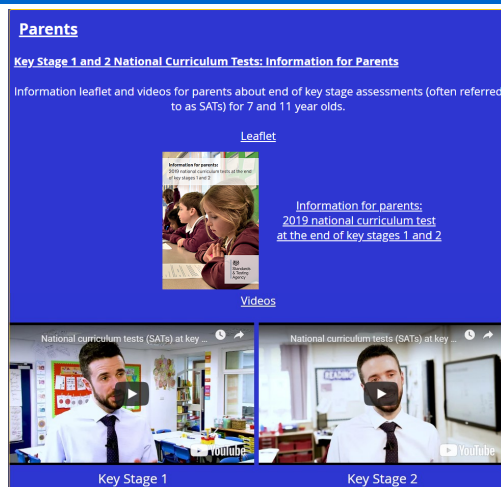 Parents
Key Stage 1 and 2 National Curriculum Tests: Information for Parents
Information leaflet and videos for parents about end of key stage assessments (often referred
to as SATs) for 7 and 11 year olds.
Leaflet
Information for parents:
2019 national curriculum tests at the end
of key stages 1 and 2
Standards
& Testing
Agency
Information for parents:
2019 national curriculum test
at the end of key stages 1 and 2
Videos
National curriculum tests (SATs) at key ...
YouTube
Key Stage 1
National curriculum tests (SATs) at key ...
READING
YouTube
Key Stage 2